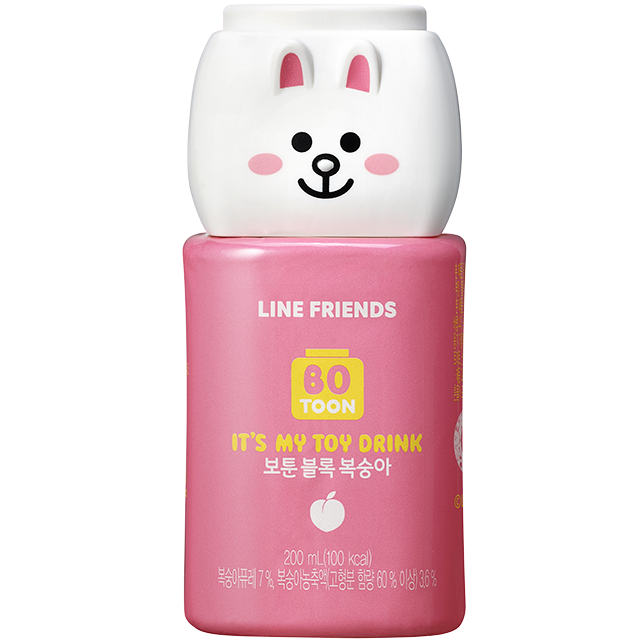 LINE FRIENDS
BO
TOON
IT'S MY TOY DRINK
보튼 블록 복숭아
200 mL(100 kcal)
복숭아퓨레 7 %, 복숭아농축액(고형분 함량 60 % 이상) 3.6 %